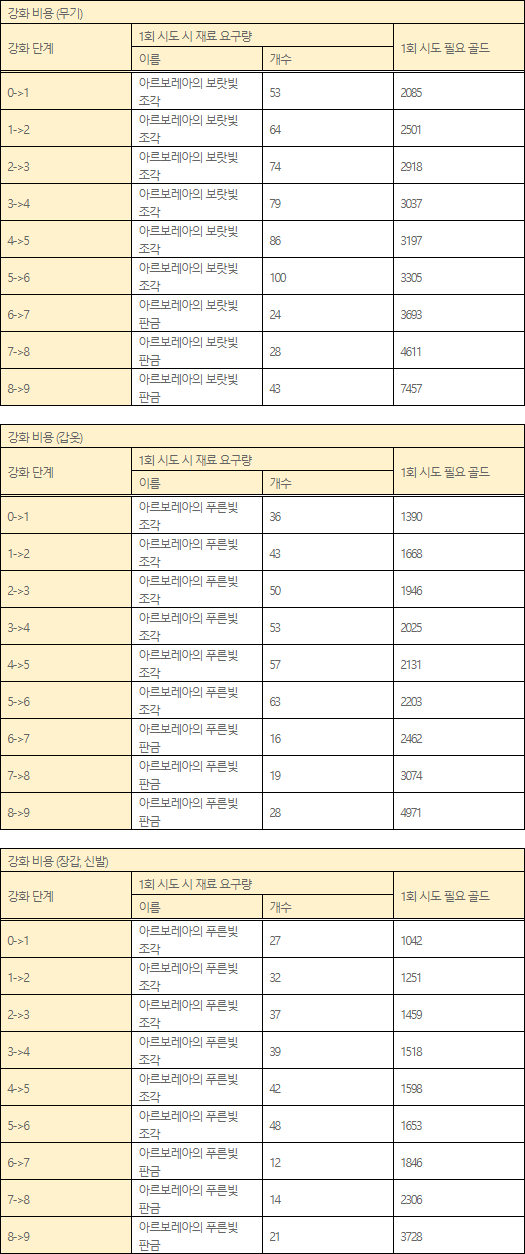 강화 비용 (무기)
강화 단계
1회 시도 시 재료 요구량
1회 시도 필요 골드
이름
개수
0->1
아르보레아의 보랏빛
조각
53
2085
1->2
아르보레아의 보랏빛
조각
64
2501
2->3
아르보레아의 보랏빛
조각
74
2918
3->4
아르보레아의 보랏빛
조각
79
3037
4->5
아르보레아의 보랏빛
조각
86
3197
5->6
아르보레아의 보랏빛
조각
100
3305
6->7
아르보레아의 보랏빛
판금
24
3693
7->8
아르보레아의 보랏빛
판금
28
4611
8->9
아르보레아의 보랏빛
판금
43
7457
강화 비용 (갑옷)
강화 단계
1회 시도 시 재료 요구량
1회 시도 필요 골드
이름
개수
0->1
아르보레아의 푸른빛
조각
36
1390
1->2
아르보레아의 푸른빛
조각
43
1668
2->3
아르보레아의 푸른빛
조각
50
1946
3->4
아르보레아의 푸른빛
조각
53
2025
4->5
아르보레아의 푸른빛
조각
57
2131
5->6
아르보레아의 푸른빛
조각
63
2203
6->7
아르보레아의 푸른빛
판금
16
2462
7->8
아르보레아의 푸른빛
판금
19
3074
8->9
아르보레아의 푸른빛
판금
28
4971
강화 비용 (장갑, 신발)
강화 단계
1회 시도 시 재료 요구량
1회 시도 필요 골드
이름
개수
0->1
아르보레아의 푸른빛
조각
27
1042
1->2
아르보레아의 푸른빛
조각
32
1251
2->3
아르보레아의 푸른빛
조각
37
1459
3->4
아르보레아의 푸른빛
조각
39
1518
4->5
아르보레아의 푸른빛
조각
42
1598
5->6
아르보레아의 푸른빛
조각
48
1653
6->7
아르보레아의 푸른빛
판금
12
1846
7->8
아르보레아의 푸른빛
판금
14
2306
8->9
아르보레아의 푸른빛
판금
21
3728